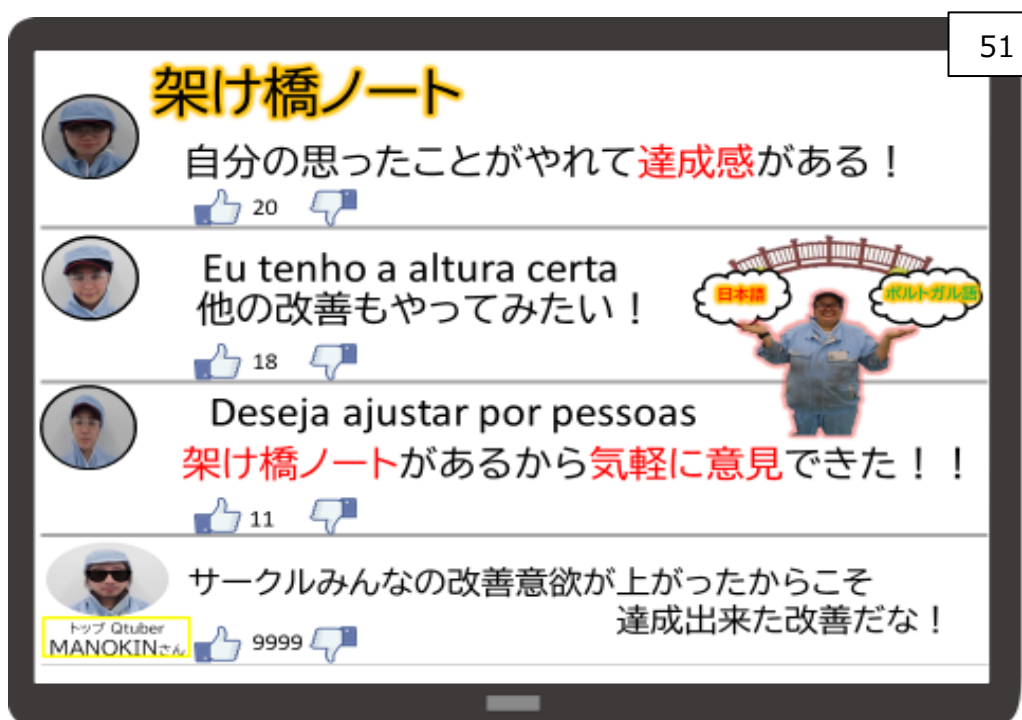 51
架け橋ノート
自分の思ったことがやれて達成感がある！
20
Eu tenho a altura certa
他の改善もやってみたい！
日本語
ポルトガル語
18
Deseja ajustar por pessoas
架け橋ノートがあるから気軽に意見できた！！
11
サークルみんなの改善意欲が上がったからこそ
達成出来た改善だな！
トップ Qtuber
MANOKINさん
9999